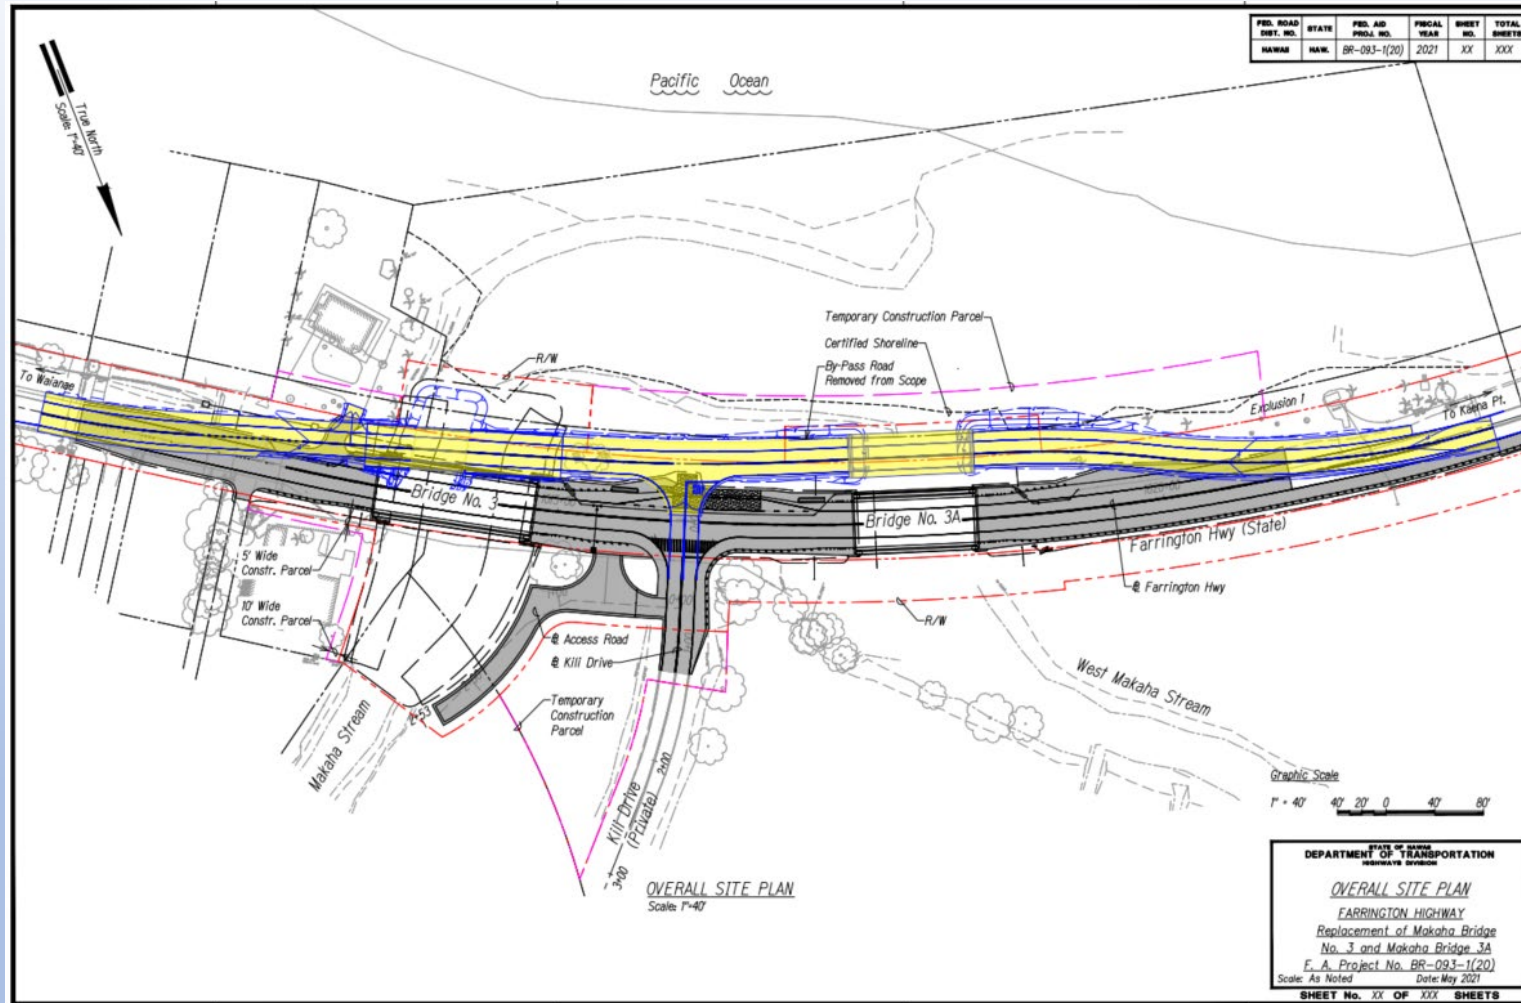 FED. ROAD DIST. NO. STATE FED. AID PROJ. NO. FISCAL YEAR SHEET NO. TOTAL SHEETS
HAWAII HAW. BR-093-1(20) 2021 XX XXX
Pacific Ocean
True North
Scale: 1"=40'
Temporary Construction Parcel
Certified Shoreline
By-Pass Road
Removed from Scope
R/W
To Waianae
Exclusion 1
To Kaena Pt.
Bridge No. 3
Bridge No. 3A
Farrington Hwy (State)
5' Wide
Constr. Parcel
10' Wide
Constr. Parcel
℄ Farrington Hwy
R/W
℄ Access Road
℄ Kili Drive
West Makaha Stream
Temporary
Construction
Parcel
2+53
Makaha Stream
2+00
Kili Drive
(Private)
3+00
Graphic Scale
1" = 40'
40' 20' 0 40' 80'
OVERALL SITE PLAN
Scale: 1"=40'
STATE OF HAWAII
DEPARTMENT OF TRANSPORTATION
HIGHWAYS DIVISION
OVERALL SITE PLAN
FARRINGTON HIGHWAY
Replacement of Makaha Bridge
No. 3 and Makaha Bridge 3A
F. A. Project No. BR-093-1(20)
Scale: As Noted Date: May 2021
SHEET No. XX OF XXX SHEETS